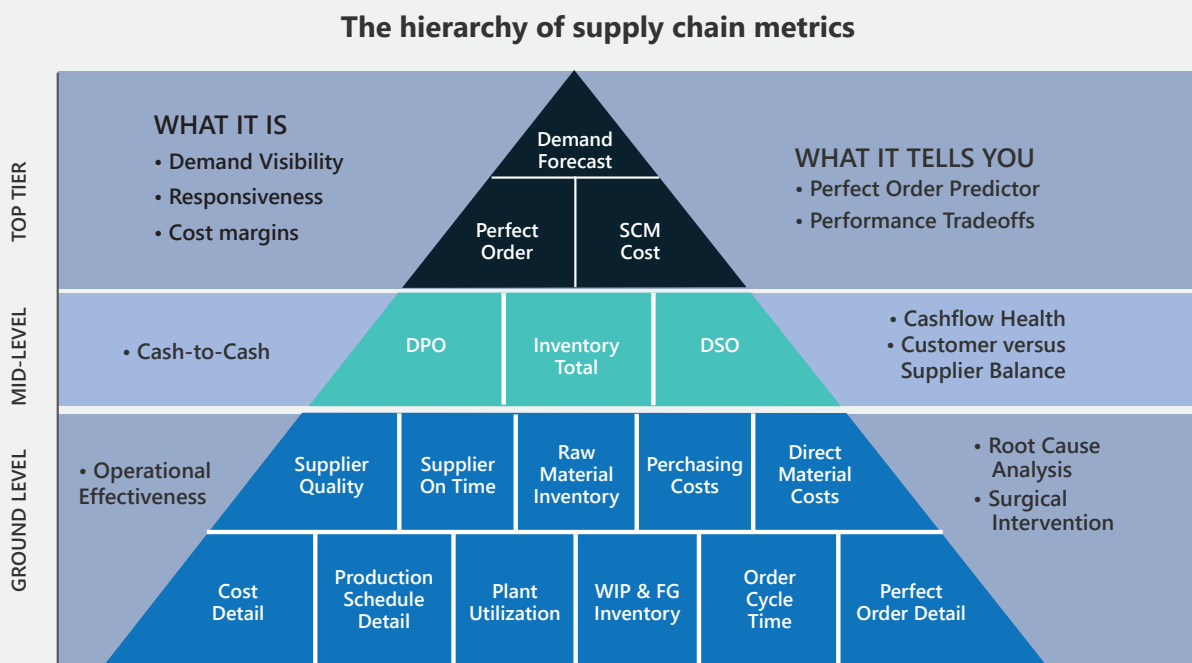 The hierarchy of supply chain metrics
TOP TIER
WHAT IT IS
• Demand Visibility
• Responsiveness
• Cost margins
Demand
Forecast
Perfect
Order
SCM
Cost
WHAT IT TELLS YOU
• Perfect Order Predictor
• Performance Tradeoffs
MID-LEVEL
• Cash-to-Cash
DPO
Inventory
Total
DSO
• Cashflow Health
• Customer versus
Supplier Balance
GROUND LEVEL
• Operational
Effectiveness
Supplier
Quality
Supplier
On Time
Raw
Material
Inventory
Perchasing
Costs
Direct
Material
Costs
• Root Cause
Analysis
• Surgical
Intervention
Cost
Detail
Production
Schedule
Detail
Plant
Utilization
WIP & FG
Inventory
Order
Cycle
Time
Perfect
Order Detail